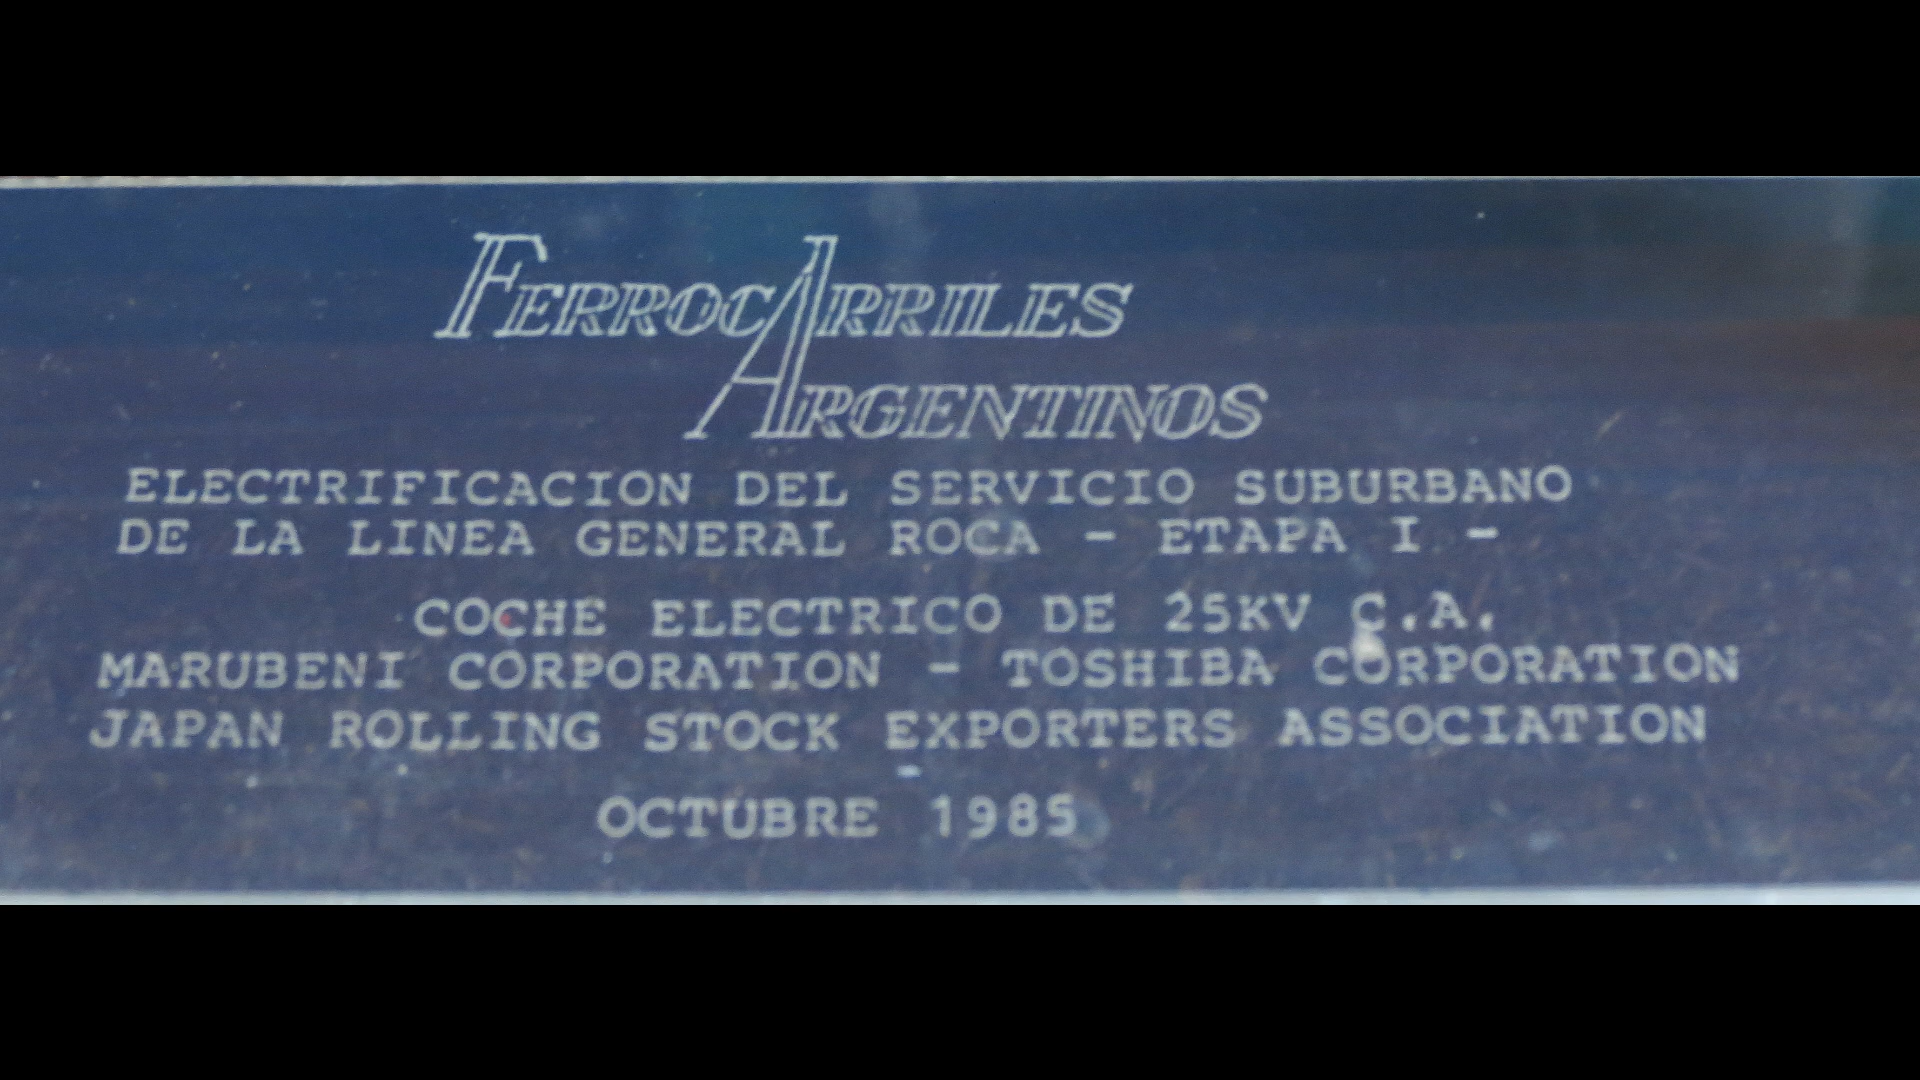 FERROCARRILES
ARGENTINOS
ELECTRIFICACION DEL SERVICIO SUBURBANO
DE LA LINEA GENERAL ROCA - ETAPA I -
COCHE ELECTRICO DE 25KV C.A.
MARUBENI CORPORATION - TOSHIBA CORPORATION
JAPAN ROLLING STOCK EXPORTERS ASSOCIATION
OCTUBRE 1985